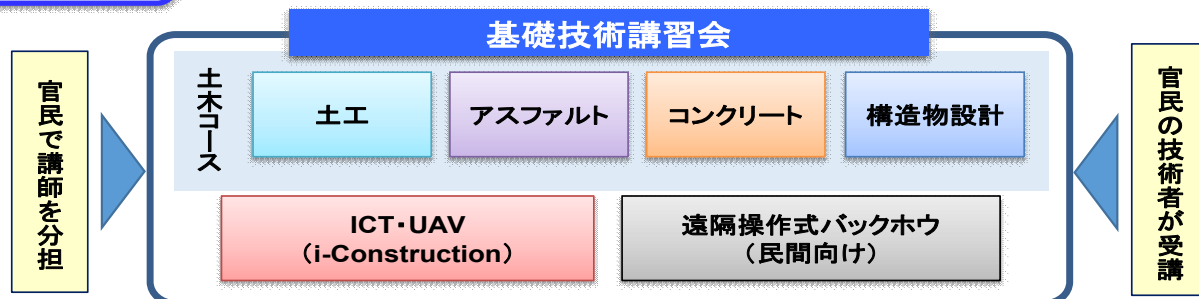 基礎技術講習会
官民で講師を分担
土木コース
土工
アスファルト
コンクリート
構造物設計
ICT・UAV
（i-Construction）
遠隔操作式バックホウ
（民間向け）
官民の技術者が受講